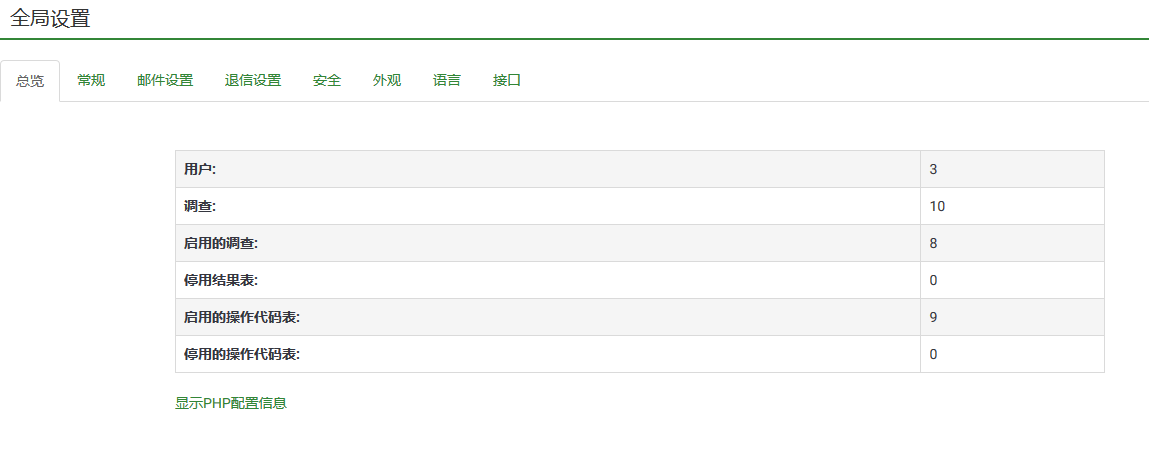 全局设置
总览 常规 邮件设置 退信设置 安全 外观 语言 接口
用户: 3
调查: 10
启用的调查: 8
停用结果表: 0
启用的操作代码表: 9
停用的操作代码表: 0
显示PHP配置信息